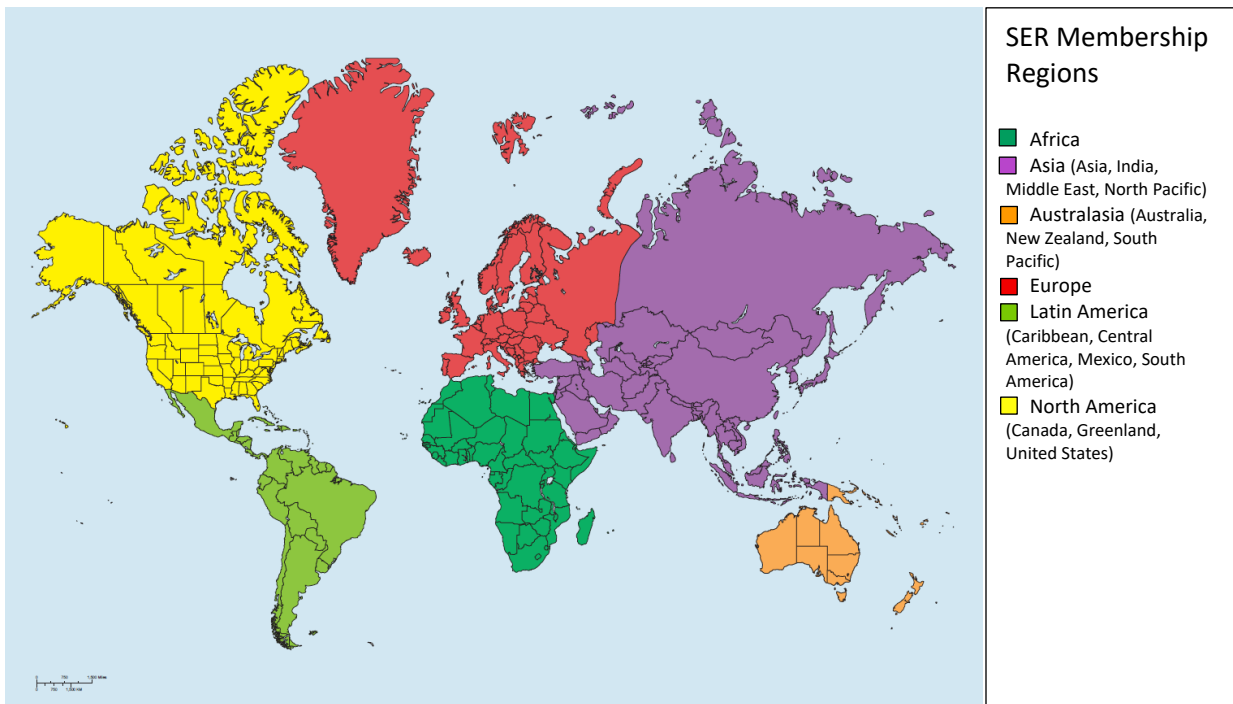 SER Membership
Regions
Africa
Asia (Asia, India,
Middle East, North Pacific)
Australasia (Australia,
New Zealand, South
Pacific)
Europe
Latin America
(Caribbean, Central
America, Mexico, South
America)
North America
(Canada, Greenland,
United States)